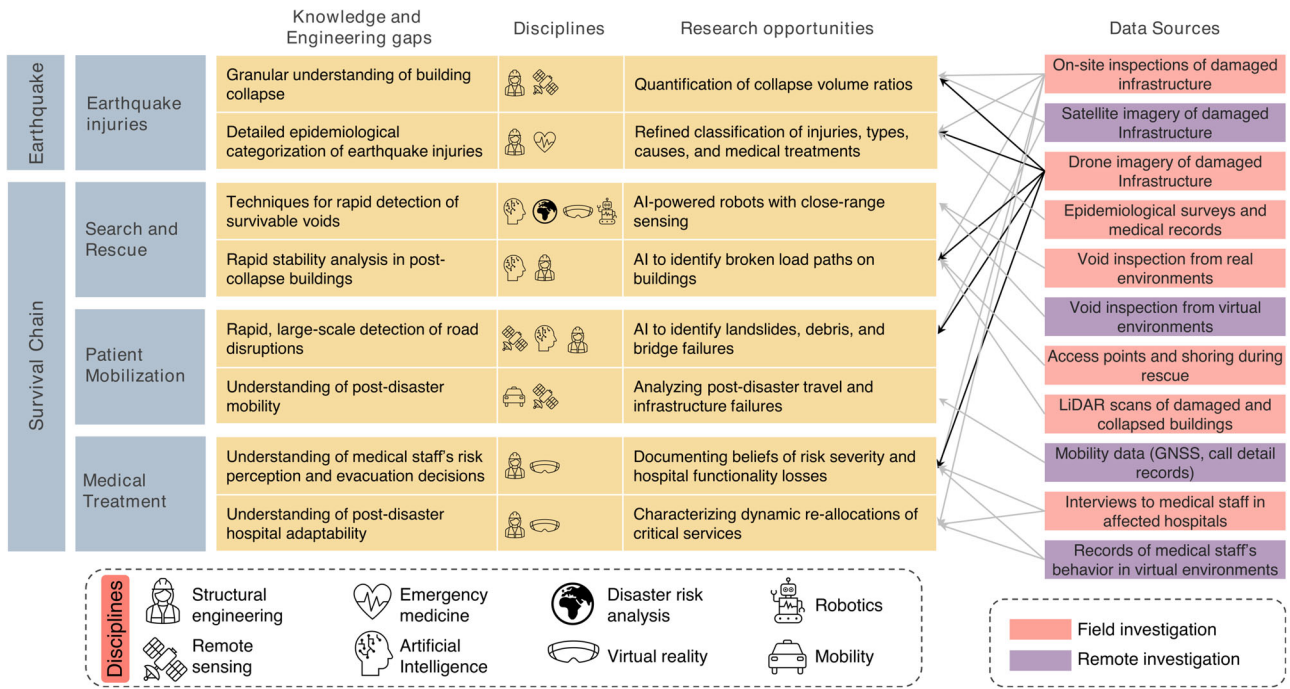 Knowledge and
Engineering gaps
Disciplines
Research opportunities
Data Sources
Earthquake
Earthquake
injuries
Granular understanding of building
collapse
Quantification of collapse volume ratios
Detailed epidemiological
categorization of earthquake injuries
Refined classification of injuries, types,
causes, and medical treatments
Survival Chain
Search and
Rescue
Techniques for rapid detection of
survivable voids
AI-powered robots with close-range
sensing
Rapid stability analysis in post-
collapse buildings
AI to identify broken load paths on
buildings
Patient
Mobilization
Rapid, large-scale detection of road
disruptions
AI to identify landslides, debris, and
bridge failures
Understanding of post-disaster
mobility
Analyzing post-disaster travel and
infrastructure failures
Medical
Treatment
Understanding of medical staff's risk
perception and evacuation decisions
Documenting beliefs of risk severity and
hospital functionality losses
Understanding of post-disaster
hospital adaptability
Characterizing dynamic re-allocations of
critical services
On-site inspections of damaged
infrastructure
Satellite imagery of damaged
Infrastructure
Drone imagery of damaged
Infrastructure
Epidemiological surveys and
medical records
Void inspection from real
environments
Void inspection from virtual
environments
Access points and shoring during
rescue
LiDAR scans of damaged and
collapsed buildings
Mobility data (GNSS, call detail
records)
Interviews to medical staff in
affected hospitals
Records of medical staff's
behavior in virtual environments
Disciplines
Structural
engineering
Emergency
medicine
Disaster risk
analysis
Robotics
Remote
sensing
Artificial
Intelligence
Virtual reality
Mobility
Field investigation
Remote investigation